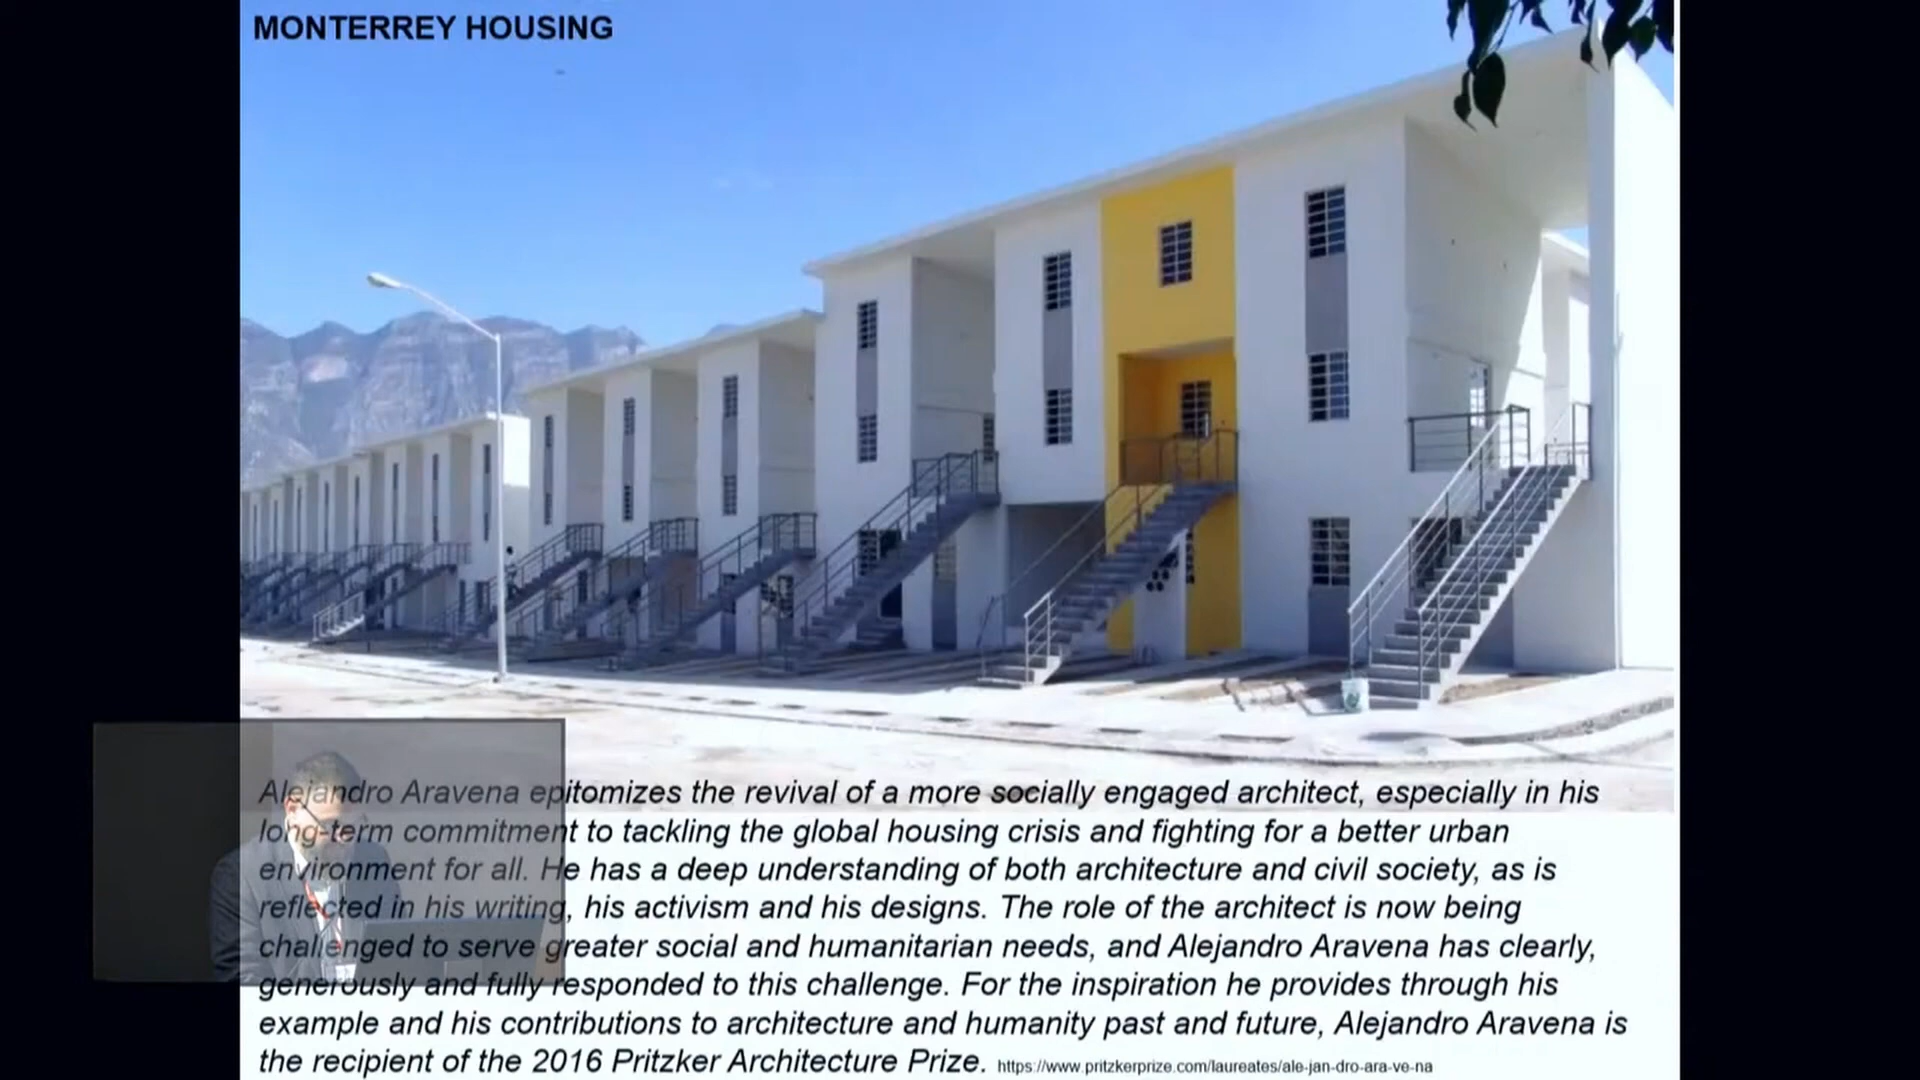 MONTERREY HOUSING
Alejandro Aravena epitomizes the revival of a more socially engaged architect, especially in his
long-term commitment to tackling the global housing crisis and fighting for a better urban
environment for all. He has a deep understanding of both architecture and civil society, as is
reflected in his writing, his activism and his designs. The role of the architect is now being
challenged to serve greater social and humanitarian needs, and Alejandro Aravena has clearly,
generously and fully responded to this challenge. For the inspiration he provides through his
example and his contributions to architecture and humanity past and future, Alejandro Aravena is
the recipient of the 2016 Pritzker Architecture Prize. https://www.pritzkerprize.com/laureates/ale-jan-dro-ara-ve-na